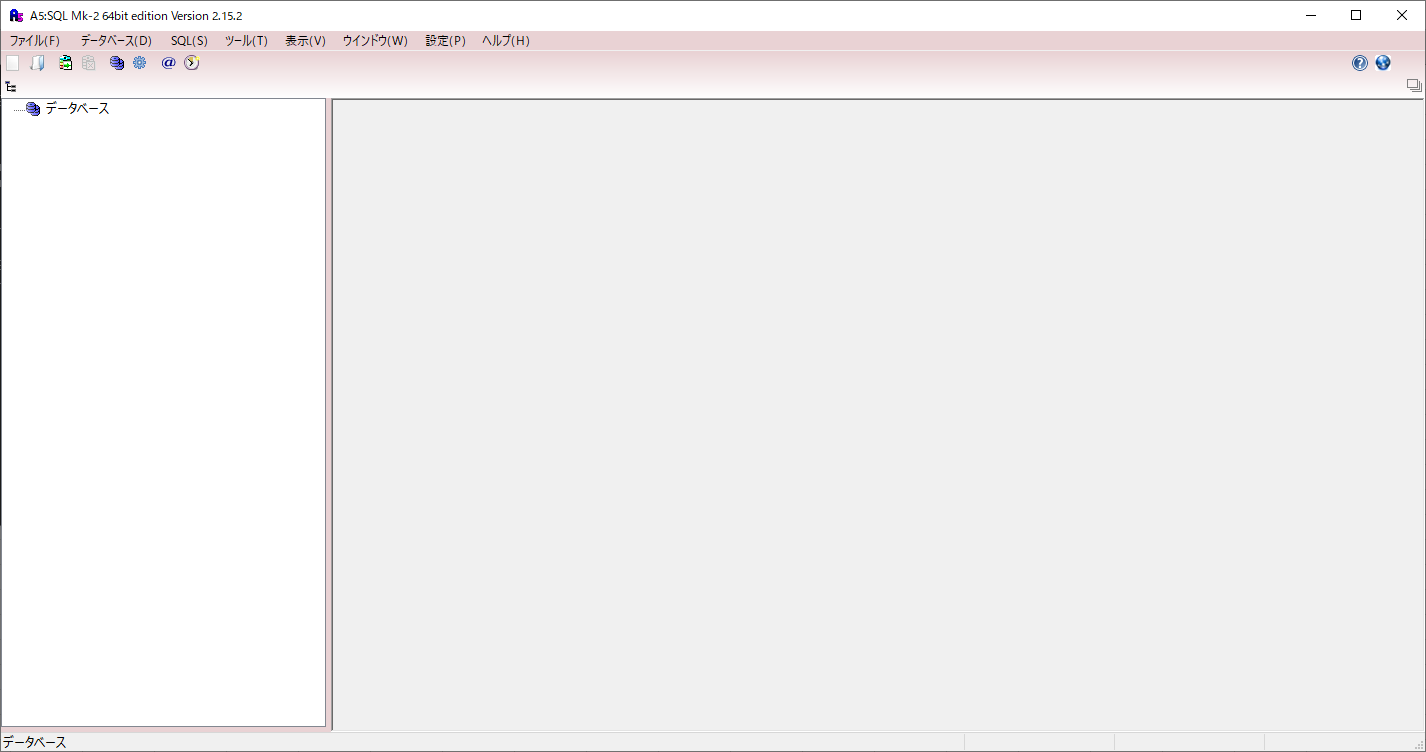 A5:SQL Mk-2 64bit edition Version 2.15.2
ファイル(F) データベース(D) SQL(S) ツール(T) 表示(V) ウインドウ(W) 設定(P) ヘルプ(H)
データベース
データベース